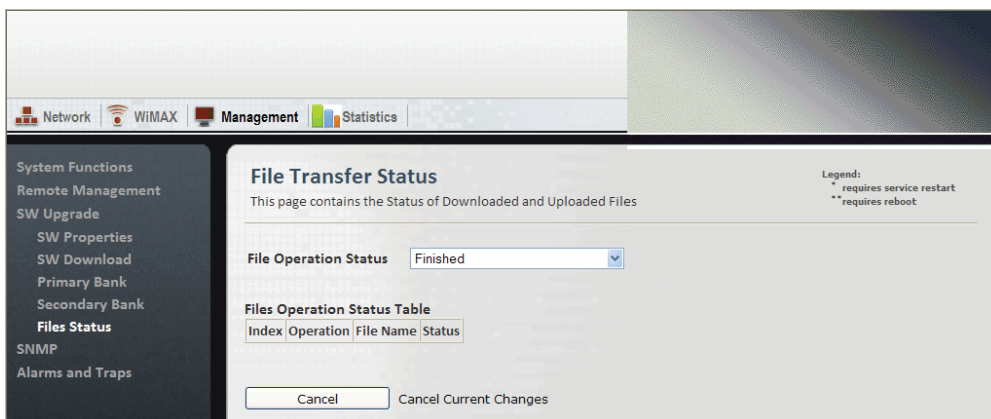 Network WiMAX Management Statistics
System Functions
Remote Management
SW Upgrade
SW Properties
SW Download
Primary Bank
Secondary Bank
Files Status
SNMP
Alarms and Traps
File Transfer Status
This page contains the Status of Downloaded and Uploaded Files
Legend:
* requires service restart
** requires reboot
File Operation Status Finished
Files Operation Status Table
Index Operation File Name Status
Cancel Cancel Current Changes